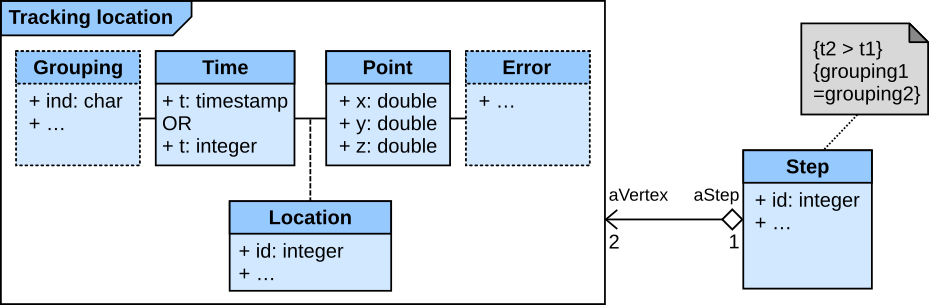 Tracking location
Grouping
+ ind: char
+ …
Time
+ t: timestamp
OR
+ t: integer
Point
+ x: double
+ y: double
+ z: double
Error
+ …
Location
+ id: integer
+ …
aVertex
2
aStep
1
{t2 > t1}
{grouping1
=grouping2}
Step
+ id: integer
+ …